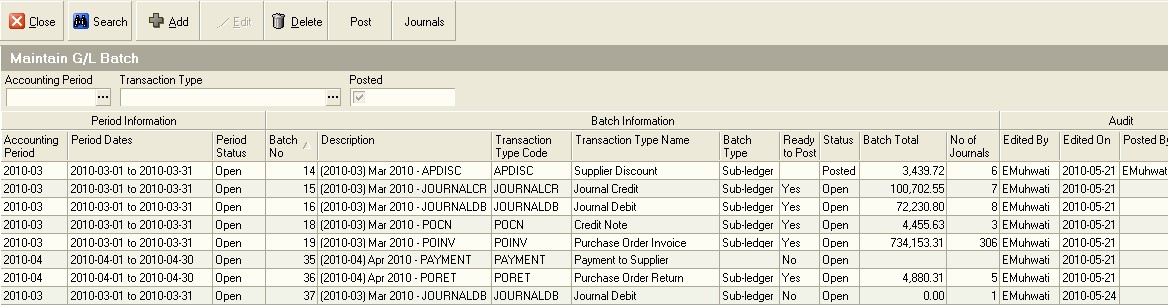 Close Search Add Edit Delete Post Journals
Maintain G/L Batch
Accounting Period Transaction Type Posted
... ...
Period Information Batch Information Audit
Accounting Period Period Dates Period Status Batch No Description Transaction Type Code Transaction Type Name Batch Type Ready to Post Status Batch Total No of Journals Edited By Edited On Posted By
2010-03 2010-03-01 to 2010-03-31 Open 14 (2010-03) Mar 2010 - APDISC APDISC Supplier Discount Sub-ledger Posted 3,439.72 6 EMuhwati 2010-05-21 EMuhwati
2010-03 2010-03-01 to 2010-03-31 Open 15 (2010-03) Mar 2010 - JOURNALCR JOURNALCR Journal Credit Sub-ledger Yes Open 100,702.55 7 EMuhwati 2010-05-21
2010-03 2010-03-01 to 2010-03-31 Open 16 (2010-03) Mar 2010 - JOURNALDB JOURNALDB Journal Debit Sub-ledger Yes Open 72,230.80 8 EMuhwati 2010-05-21
2010-03 2010-03-01 to 2010-03-31 Open 18 (2010-03) Mar 2010 - POCN POCN Credit Note Sub-ledger Yes Open 4,455.63 3 EMuhwati 2010-05-21
2010-03 2010-03-01 to 2010-03-31 Open 19 (2010-03) Mar 2010 - POINV POINV Purchase Order Invoice Sub-ledger Yes Open 734,153.31 306 EMuhwati 2010-05-21
2010-04 2010-04-01 to 2010-04-30 Open 35 (2010-04) Apr 2010 - PAYMENT PAYMENT Payment to Supplier No Open EMuhwati 2010-05-21
2010-04 2010-04-01 to 2010-04-30 Open 36 (2010-04) Apr 2010 - PORET PORET Purchase Order Return Sub-ledger Yes Open 4,880.31 5 EMuhwati 2010-05-21
2010-03 2010-03-01 to 2010-03-31 Open 37 (2010-03) Mar 2010 - JOURNALDB JOURNALDB Journal Debit Sub-ledger No Open 0.00 1 EMuhwati 2010-05-24